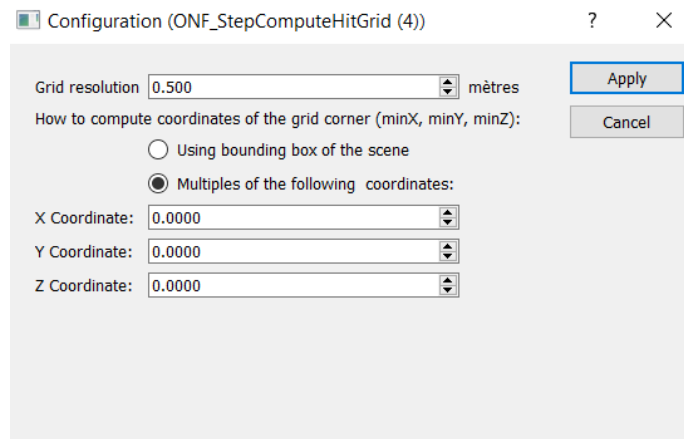 Configuration (ONF_StepComputeHitGrid (4))
?
Grid resolution 0.500 mètres
Apply
How to compute coordinates of the grid corner (minX, minY, minZ):
Cancel
Using bounding box of the scene
Multiples of the following coordinates:
X Coordinate: 0.0000
Y Coordinate: 0.0000
Z Coordinate: 0.0000